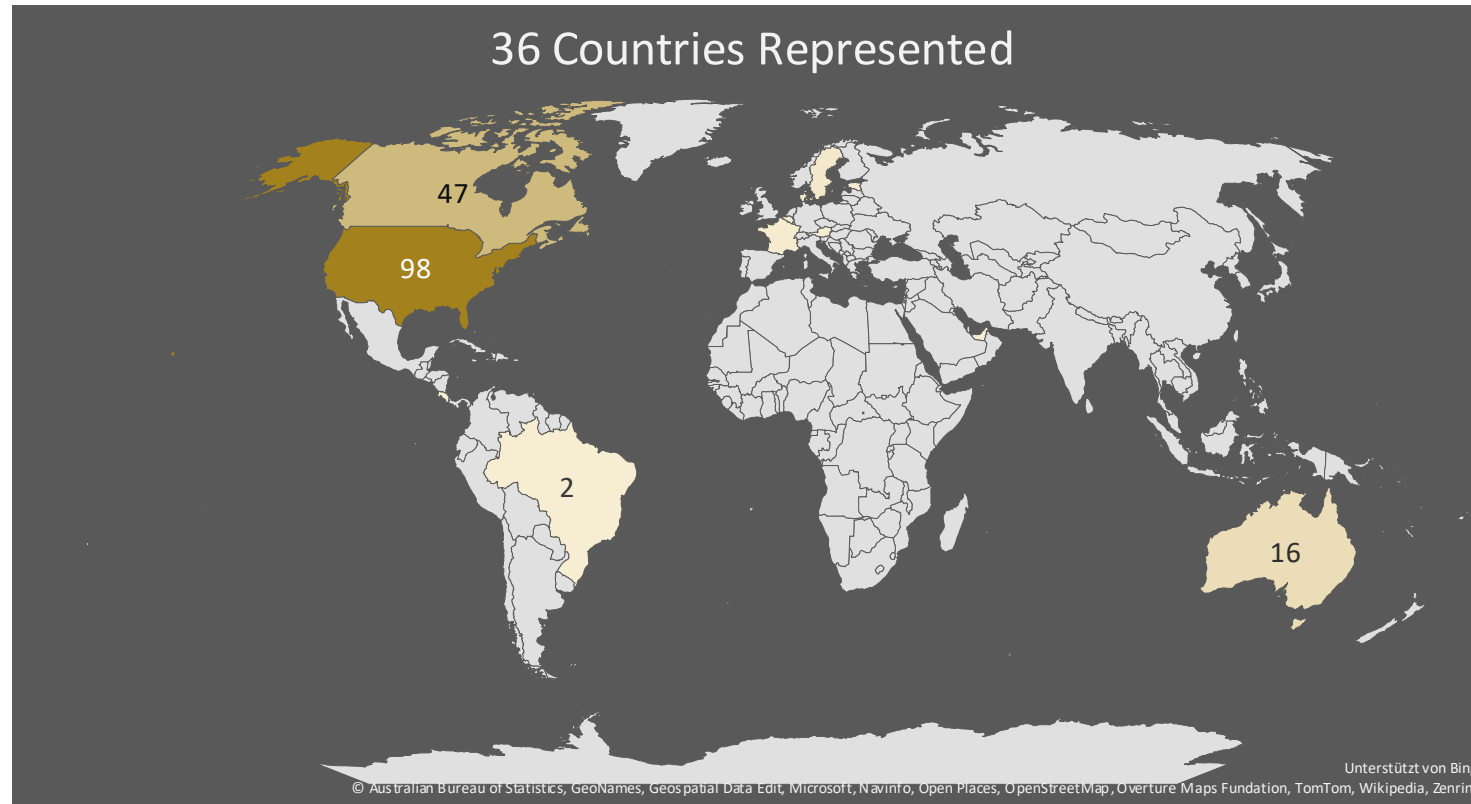 36 Countries Represented
47
98
2
16
Unterstützt von Bing
© Australian Bureau of Statistics, GeoNames, Geospatial Data Edit, Microsoft, Navinfo, Open Places, OpenStreetMap, Overture Maps Fundation, TomTom, Wikipedia, Zenrin